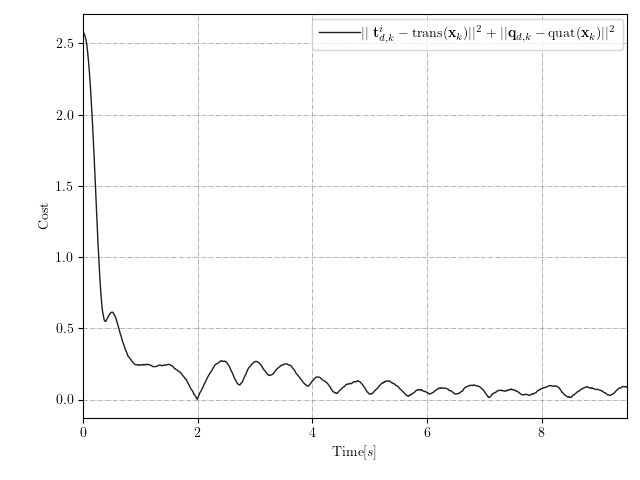 || t^i_{d,k} − trans(x_k)||^2 + ||q_{d,k} − quat(x_k)||^2
2.5
2.0
1.5
1.0
0.5
0.0
Cost
0 2 4 6 8
Time[s]